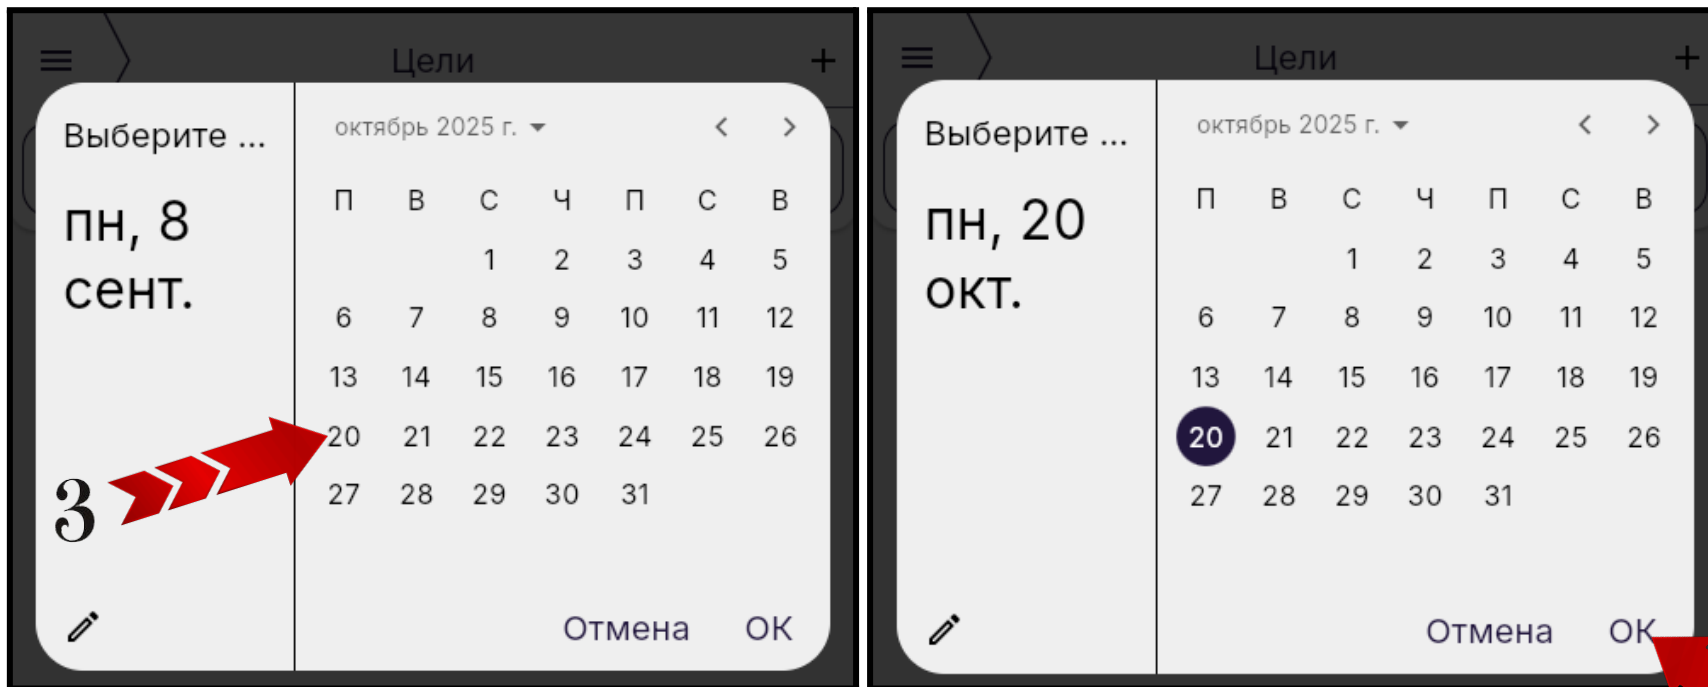 Цели
Выберите ...
пн, 8
сент.
октябрь 2025 г.
П В С Ч П С В
1 2 3 4 5
6 7 8 9 10 11 12
13 14 15 16 17 18 19
20 21 22 23 24 25 26
27 28 29 30 31
3
Отмена ОК
Цели
Выберите ...
пн, 20
окт.
октябрь 2025 г.
П В С Ч П С В
1 2 3 4 5
6 7 8 9 10 11 12
13 14 15 16 17 18 19
20 21 22 23 24 25 26
27 28 29 30 31
Отмена ОК